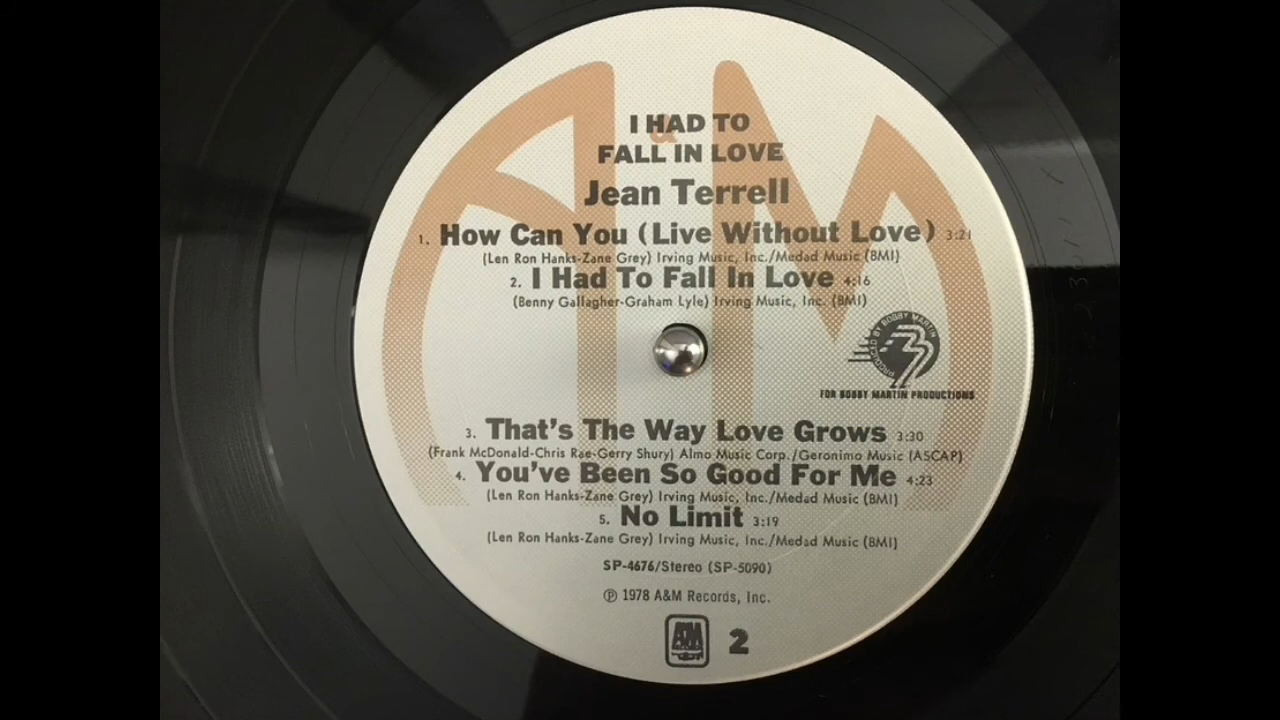 I HAD TO
FALL IN LOVE
Jean Terrell
1. How Can You (Live Without Love) 3:21
(Len Ron Hanks-Zane Grey) Irving Music, Inc./Medad Music (BMI)
2. I Had To Fall In Love 4:16
(Benny Gallagher-Graham Lyle) Irving Music, Inc. (BMI)
PRODUCED BY BOBBY MARTIN
FOR BOBBY MARTIN PRODUCTIONS
3. That's The Way Love Grows 3:30
(Frank McDonald-Chris Rae-Gerry Shury) Almo Music Corp./Geronimo Music (ASCAP)
4. You've Been So Good For Me 4:23
(Len Ron Hanks-Zane Grey) Irving Music, Inc./Medad Music (BMI)
5. No Limit 3:19
(Len Ron Hanks-Zane Grey) Irving Music, Inc./Medad Music (BMI)
SP-4676/Stereo (SP-5090)
℗ 1978 A&M Records, Inc.
A&M 2